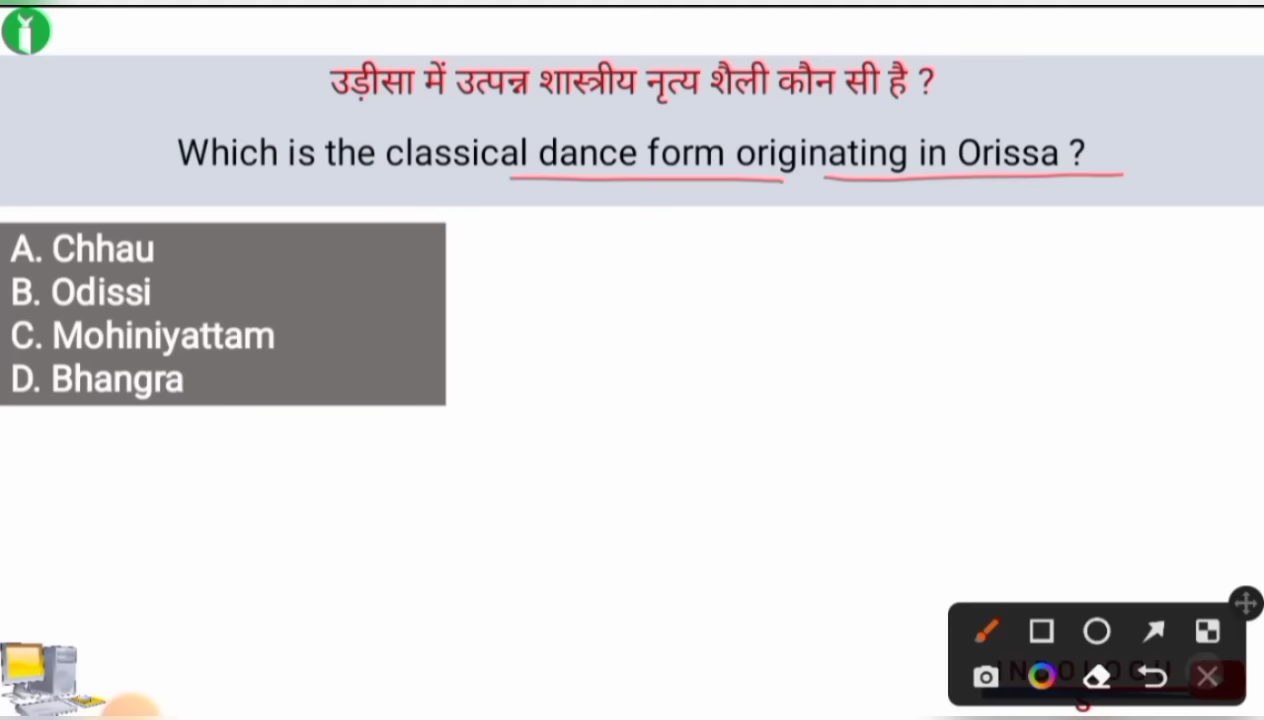 उड़ीसा में उत्पन्न शास्त्रीय नृत्य शैली कौन सी है ?
Which is the classical dance form originating in Orissa ?
A. Chhau
B. Odissi
C. Mohiniyattam
D. Bhangra